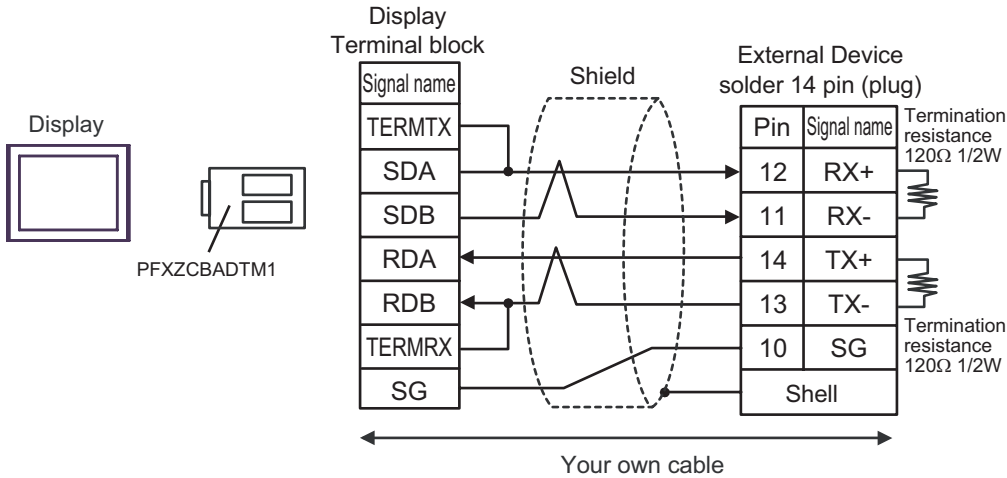 Display
PFXZCBADTM1
Display
Terminal block
Signal name
TERMTX
SDA
SDB
RDA
RDB
TERMRX
SG
Shield
External Device
solder 14 pin (plug)
Pin Signal name
12 RX+
11 RX-
14 TX+
13 TX-
10 SG
Shell
Termination
resistance
120Ω 1/2W
Termination
resistance
120Ω 1/2W
Your own cable